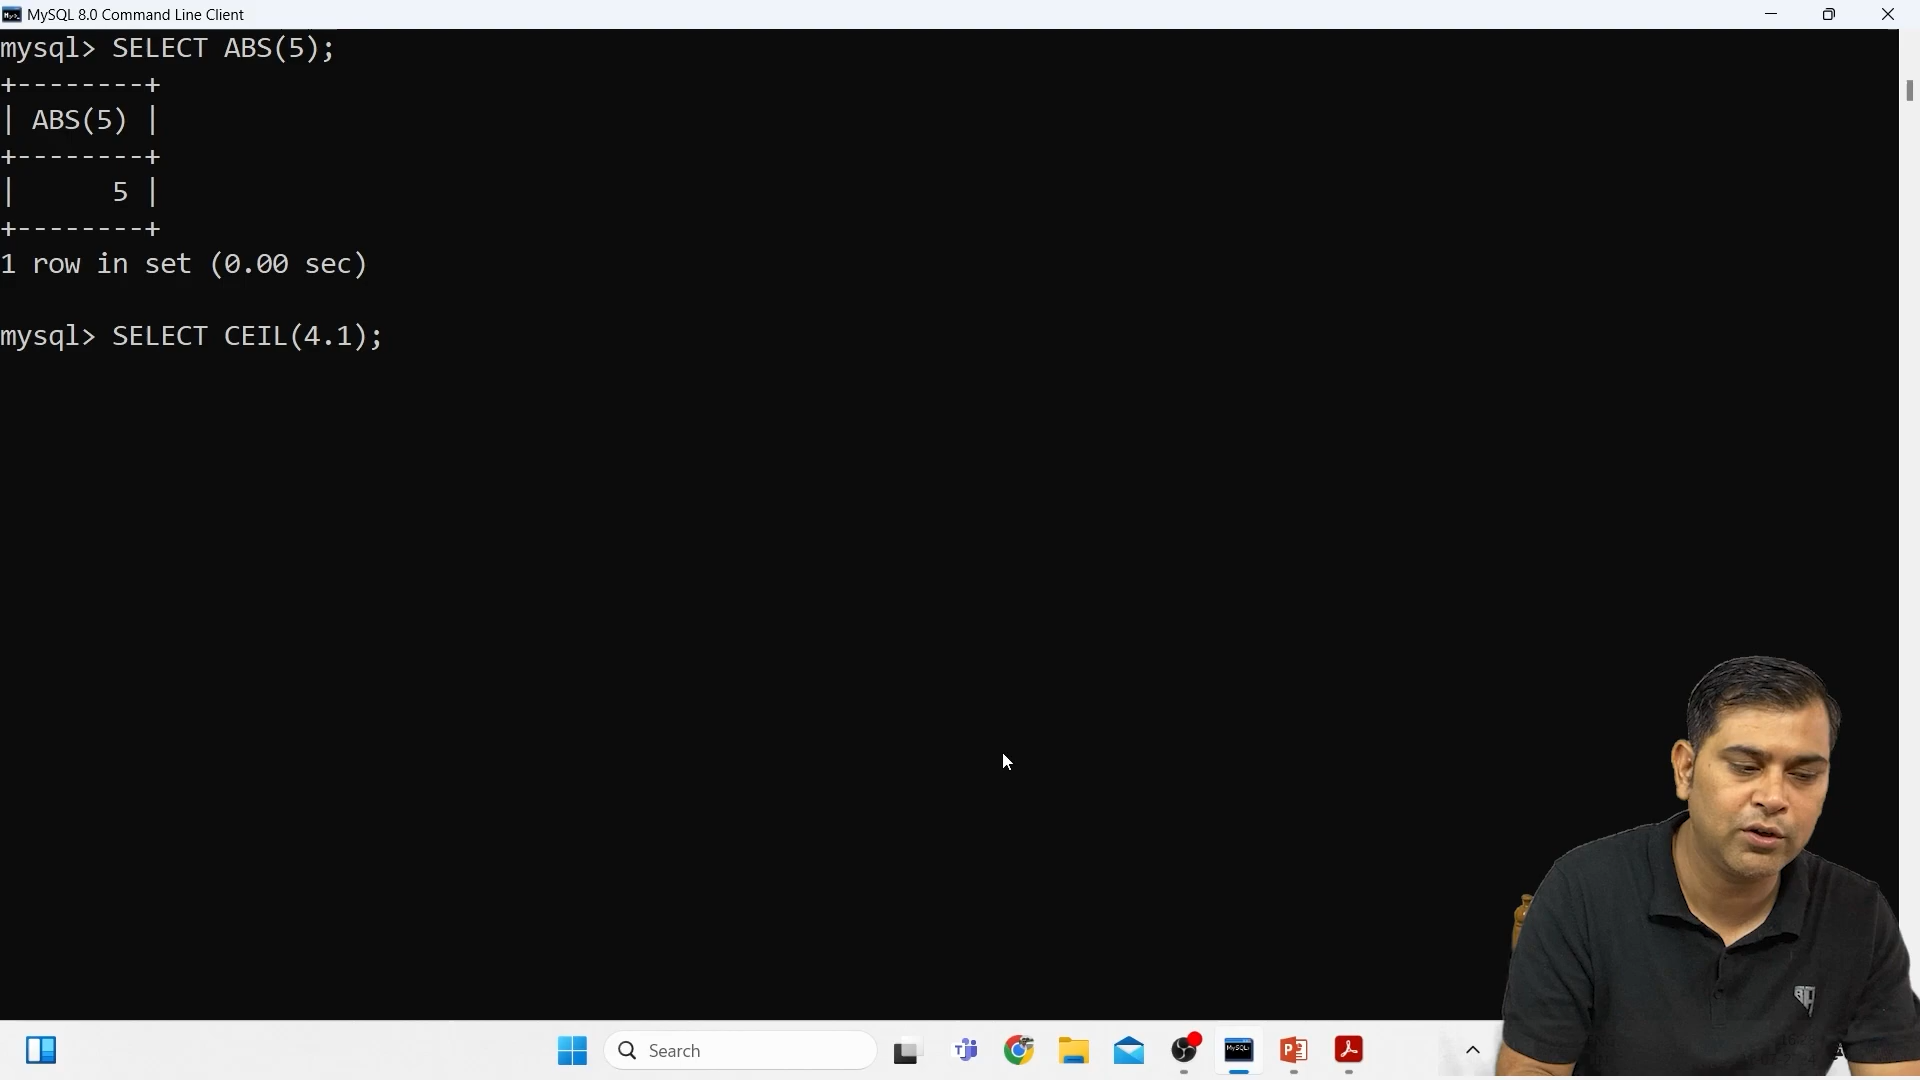 MySQL 8.0 Command Line Client
mysql> SELECT ABS(5);
+--------+
| ABS(5) |
+--------+
|      5 |
+--------+
1 row in set (0.00 sec)
mysql> SELECT CEIL(4.1);
Search